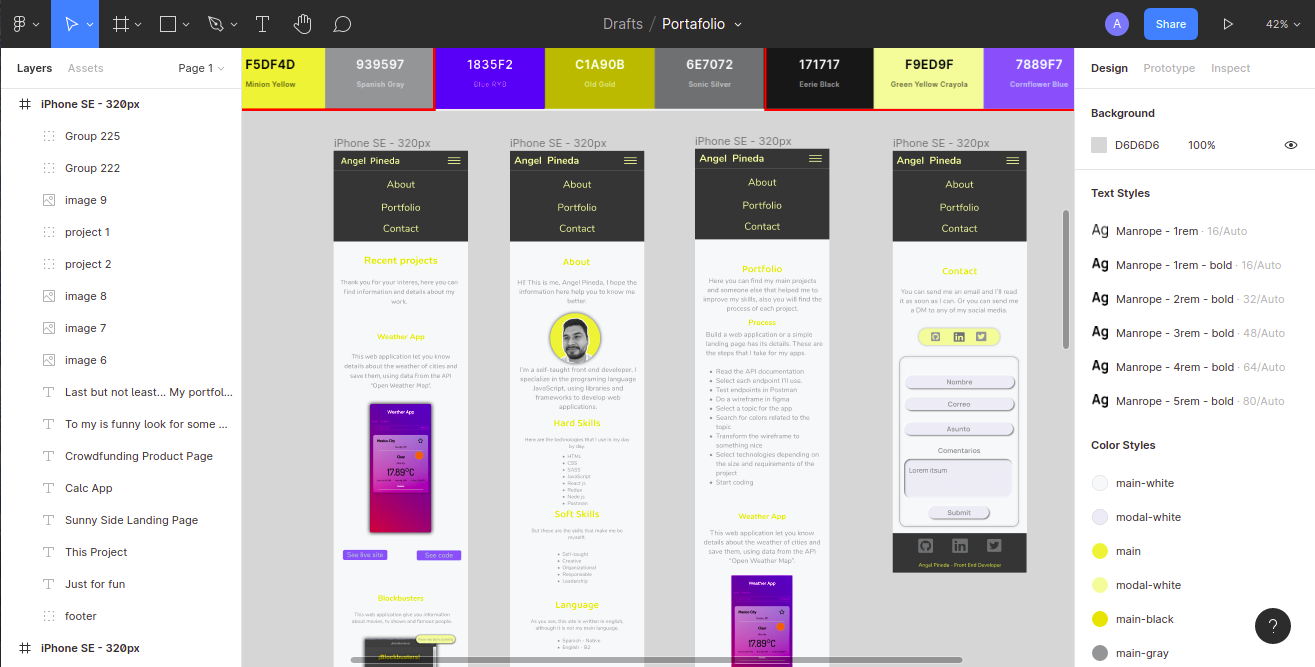 Drafts / Portafolio
A
Share
42%
Layers
Assets
Page 1
iPhone SE - 320px
Group 225
Group 222
image 9
project 1
project 2
image 8
image 7
image 6
Last but not least... My portfol...
To my is funny look for some ...
Crowdfunding Product Page
Calc App
Sunny Side Landing Page
This Project
Just for fun
footer
iPhone SE - 320px
F5DF4D
Minion Yellow
939597
Spanish Gray
1835F2
Blue RYB
C1A90B
Old Gold
6E7072
Sonic Silver
171717
Eerie Black
F9ED9F
Green Yellow Crayola
7889F7
Cornflower Blue
iPhone SE - 320px
Angel Pineda
About
Portfolio
Contact
Recent projects
Thank you for your interes, here you can
find information and details about my
work.
Weather App
This web application let you know
details about the weather of cities and
save them, using data from the API
"Open Weather Map".
Weather App
Mexico City
Clear
17.89°C
See live site
See code
Blockbusters
This web application give you information
about movies, tv shows and famous people.
¡Blockbusters!
iPhone SE - 320px
Angel Pineda
About
Portfolio
Contact
About
HI! This is me, Angel Pineda, I hope the
information here help you to know me
better.
I'm a self-taught front end developer, I
specialize in the programing language
JavaScript, using libraries and
frameworks to develop web
applications.
Hard Skills
Here are the technologies that I use in my day
by day.
HTML
CSS
SASS
JavaScript
React js
Redux
Node js
Postman
Soft Skills
But these are the skills that make me be
myself.
Self-taught
Creative
Organizational
Responsable
Leadership
Language
As you see, this site is written in english,
although it is not my main language.
Spanish - Native
English - B2
iPhone SE - 320px
Angel Pineda
About
Portfolio
Contact
Portfolio
Here you can find my main projects
and someone else that helped me to
improve my skills, also you will find the
process of each project.
Process
Build a web application or a simple
landing page has its details. These are
the steps that I take for my apps.
Read the API documentation
Select each endpoint I'll use.
Test endpoints in Postman
Do a wireframe in figma
Select a topic for the app
Search for colors related to the
topic
Transform the wireframe to
something nice
Select technologies depending on
the size and requirements of the
project
Start coding
Weather App
This web application let you know
details about the weather of cities and
save them, using data from the API
"Open Weather Map".
Weather App
Mexico City
Clear
17.89°C
iPhone SE - 320px
Angel Pineda
About
Portfolio
Contact
Contact
You can send me an email and I'll read
it as soon as I can. Or you can send me
a DM to any of my social media.
Nombre
Correo
Asunto
Comentarios
Lorem itsum
Submit
Angel Pineda - Front End Developer
Design
Prototype
Inspect
Background
D6D6D6
100%
Text Styles
Ag Manrope - 1rem · 16/Auto
Ag Manrope - 1rem - bold · 16/Auto
Ag Manrope - 2rem - bold · 32/Auto
Ag Manrope - 3rem - bold · 48/Auto
Ag Manrope - 4rem - bold · 64/Auto
Ag Manrope - 5rem - bold · 80/Auto
Color Styles
main-white
modal-white
main
modal-white
main-black
main-gray
?